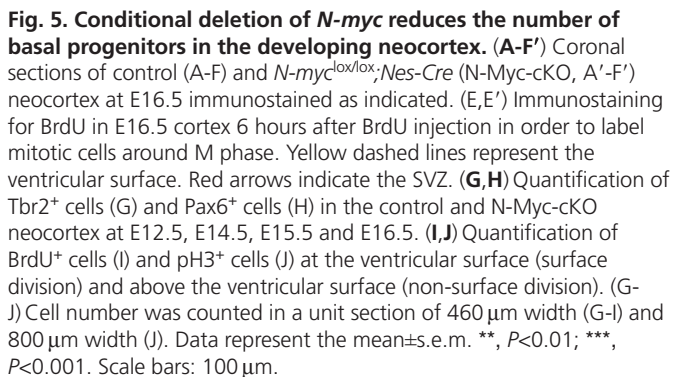 Fig. 5. Conditional deletion of N-myc reduces the number of
basal progenitors in the developing neocortex. (A-F′) Coronal
sections of control (A-F) and N-myclox/lox;Nes-Cre (N-Myc-cKO, A′-F′)
neocortex at E16.5 immunostained as indicated. (E,E′) Immunostaining
for BrdU in E16.5 cortex 6 hours after BrdU injection in order to label
mitotic cells around M phase. Yellow dashed lines represent the
ventricular surface. Red arrows indicate the SVZ. (G,H) Quantification of
Tbr2+ cells (G) and Pax6+ cells (H) in the control and N-Myc-cKO
neocortex at E12.5, E14.5, E15.5 and E16.5. (I,J) Quantification of
BrdU+ cells (I) and pH3+ cells (J) at the ventricular surface (surface
division) and above the ventricular surface (non-surface division). (G-
J) Cell number was counted in a unit section of 460 μm width (G-I) and
800 μm width (J). Data represent the mean±s.e.m. **, P<0.01; ***,
P<0.001. Scale bars: 100 μm.